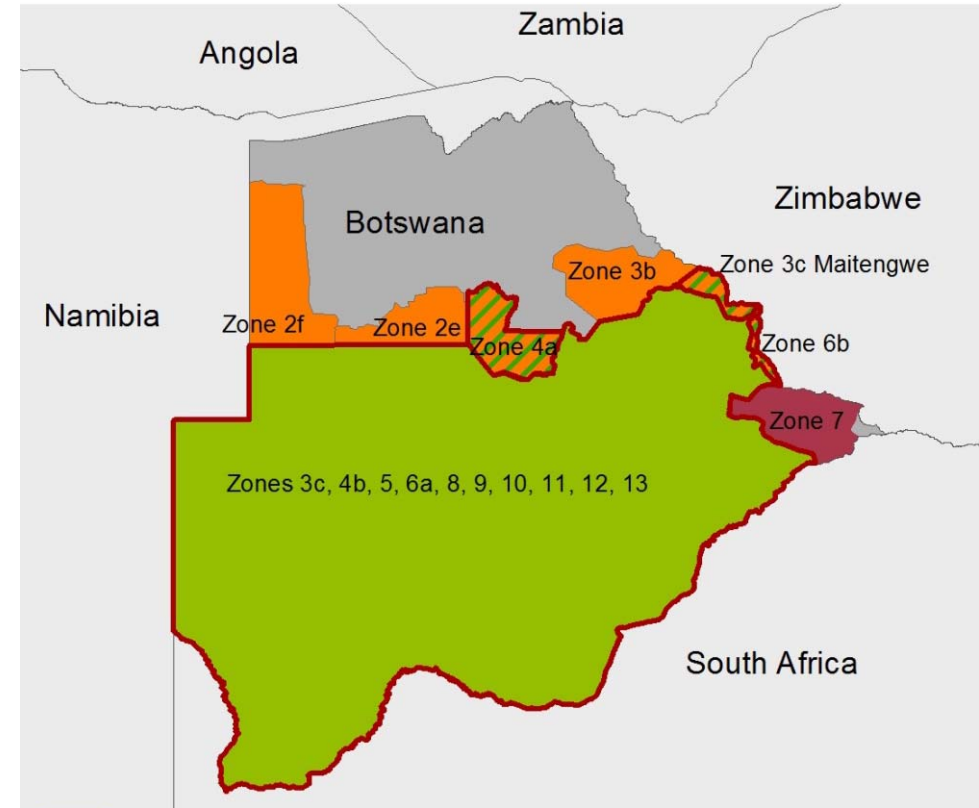 Zambia
Angola
Zimbabwe
Botswana
Zone 3c Maitengwe
Zone 3b
Namibia
Zone 2f
Zone 2e
Zone 4a
Zone 6b
Zone 7
Zones 3c, 4b, 5, 6a, 8, 9, 10, 11, 12, 13
South Africa